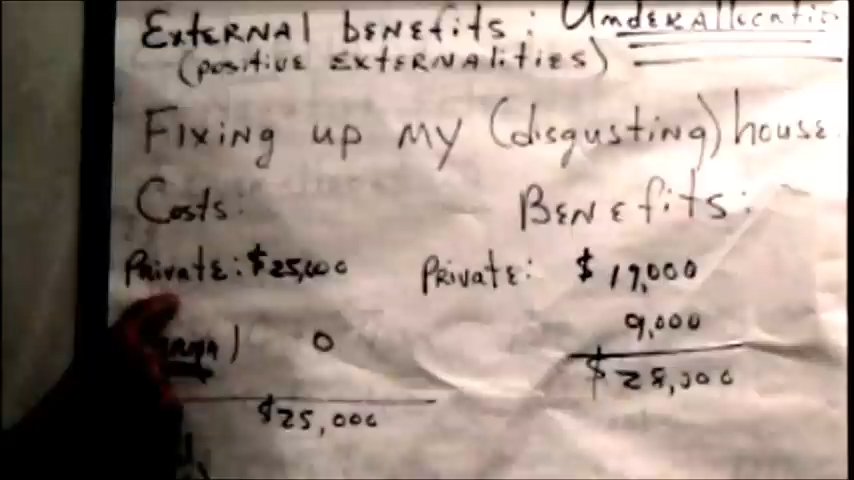 External benefits: Underallocation
(positive externalities)
Fixing up my (disgusting) house.
Costs: Benefits:
Private: $25,000 Private: $19,000
0 9,000
$25,000 $28,000